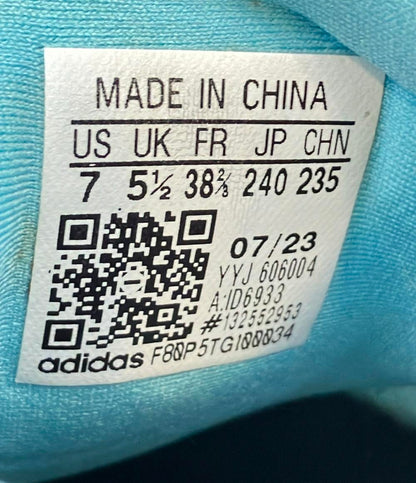 MADE IN CHINA
US UK FR JP CHN
7 5½ 38⅔ 240 235
07/23
YYJ 606004
A:ID6933
#132552953
adidas F80P5TGI00034